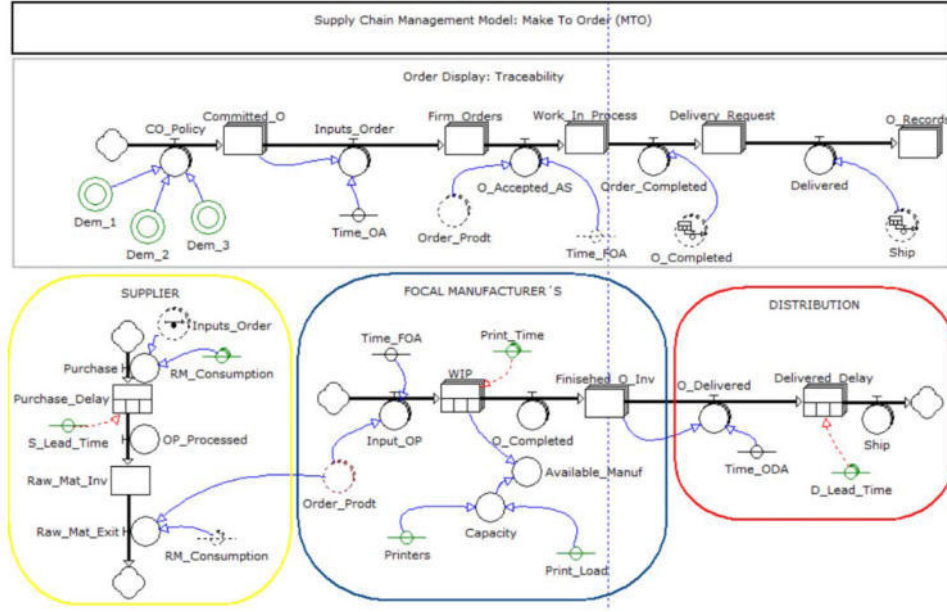 Supply Chain Management Model: Make To Order (MTO)
Order Display: Traceability
Committed_O
Firm_Orders
Work_In_Process
Delivery_Request
O_Records
CO_Policy
Inputs_Order
O_Accepted_AS
Order_Completed
Delivered
Dem_1
Dem_2
Dem_3
Time_OA
Order_Prodt
Time_FOA
O_Completed
Ship
SUPPLIER
Inputs_Order
Purchase
RM_Consumption
Purchase_Delay
S_Lead_Time
OP_Processed
Raw_Mat_Inv
Raw_Mat_Exit
RM_Consumption
FOCAL MANUFACTURER´S
Time_FOA
Print_Time
WIP
Finisehed_O_Inv
Input_OP
O_Completed
Order_Prodt
Available_Manuf
Capacity
Printers
Print_Load
DISTRIBUTION
O_Delivered
Delivered_Delay
Ship
Time_ODA
D_Lead_Time